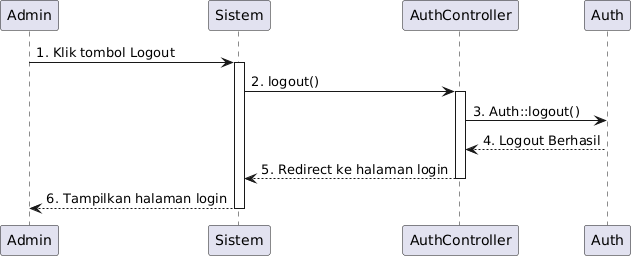 Admin Sistem AuthController Auth
1. Klik tombol Logout
2. logout()
3. Auth::logout()
4. Logout Berhasil
5. Redirect ke halaman login
6. Tampilkan halaman login
Admin Sistem AuthController Auth